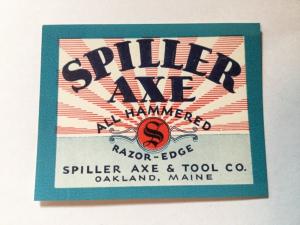 SPILLER
AXE
ALL HAMMERED
S
RAZOR-EDGE
SPILLER AXE & TOOL CO.
OAKLAND, MAINE